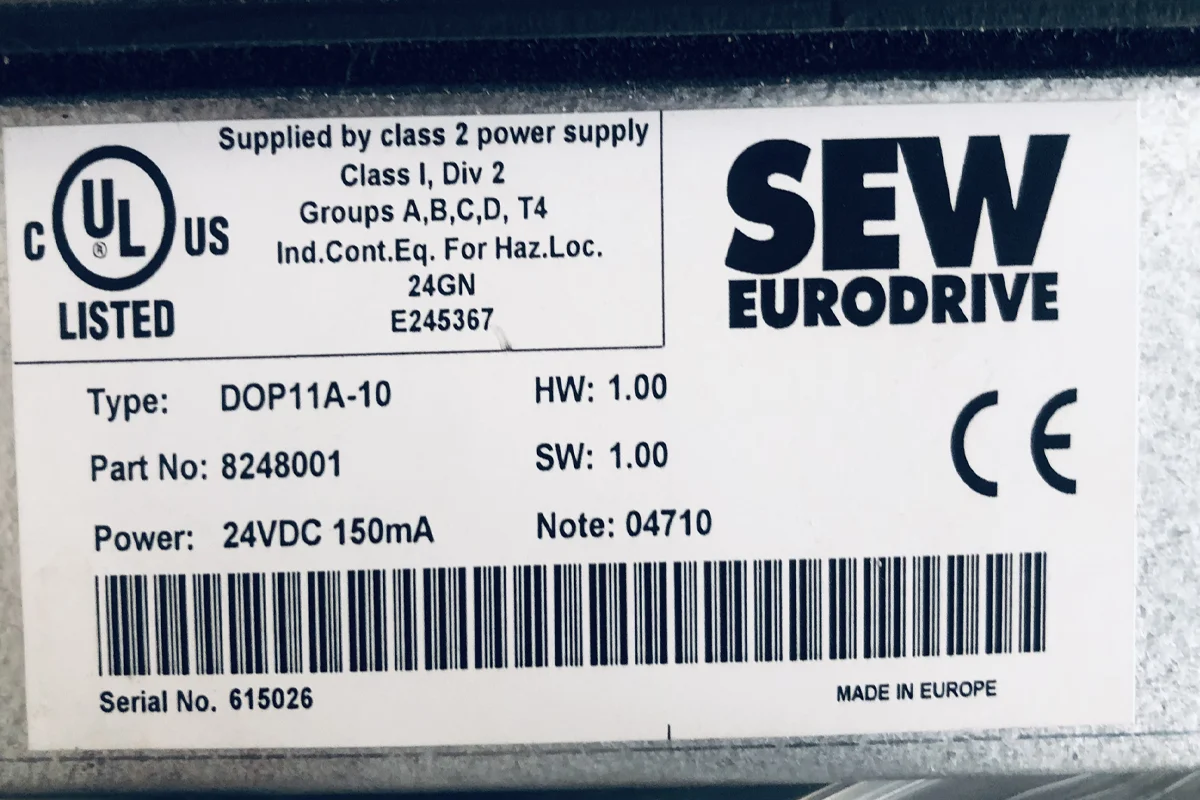 Supplied by class 2 power supply
Class I, Div 2
Groups A,B,C,D, T4
Ind.Cont.Eq. For Haz.Loc.
24GN
E245367
C UL ® US
LISTED
SEW
EURODRIVE
Type: DOP11A-10 HW: 1.00
Part No: 8248001 SW: 1.00
Power: 24VDC 150mA Note: 04710
CE
Serial No. 615026
MADE IN EUROPE